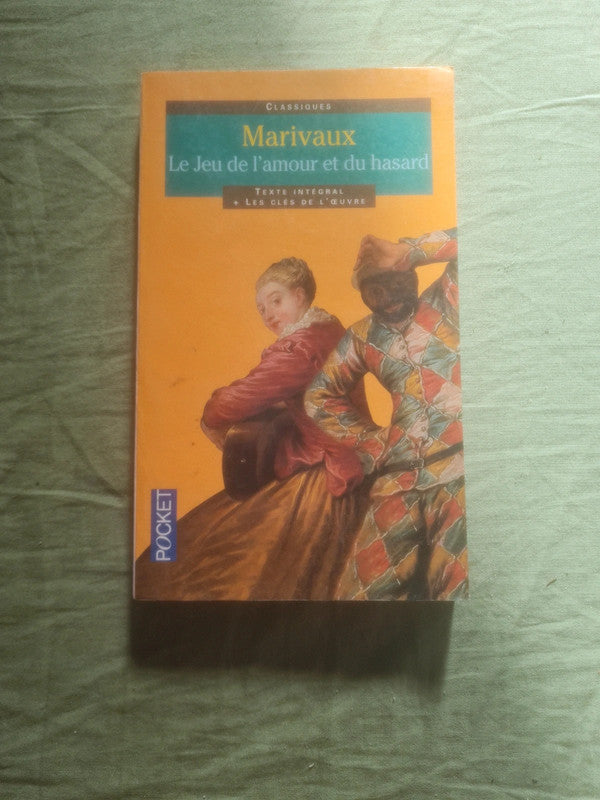 CLASSIQUES
Marivaux
Le Jeu de l'amour et du hasard
TEXTE INTÉGRAL
+ LES CLÉS DE L'ŒUVRE
POCKET